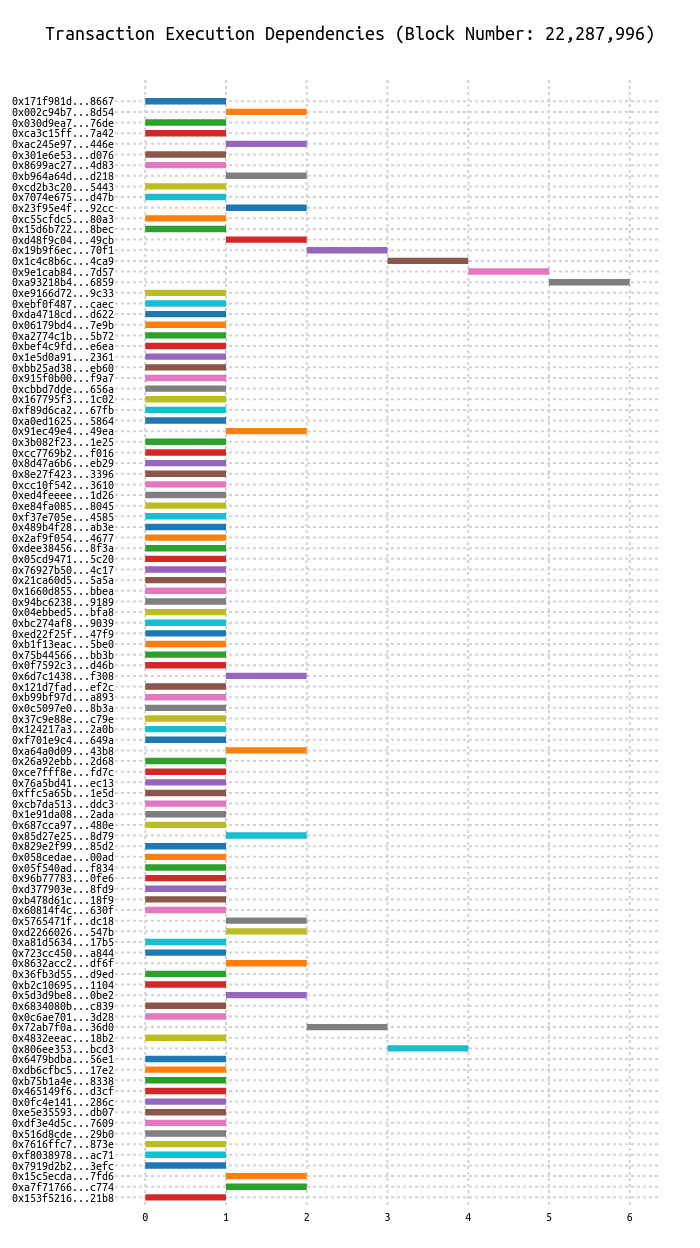 Transaction Execution Dependencies (Block Number: 22,287,996)
0x171f981d...8667
0x002c94b7...8d54
0x030d9ea7...76de
0xca3c15ff...7a42
0xac245e97...446e
0x301e6e53...d076
0x8699ac27...4d83
0xb964a64d...d218
0xcd2b3c20...5443
0x7074e675...d47b
0x23f95e4f...92cc
0xc55cfdc5...80a3
0x15d6b722...8bec
0xd48f9c04...49cb
0x19b9f6ec...70f1
0x1c4c8b6c...4ca9
0x9e1cab84...7d57
0xa93218b4...6859
0xe9166d72...9c33
0xebf0f487...caec
0xda4718cd...d622
0x06179bd4...7e9b
0xa2774c1b...5b72
0xbef4c9fd...e6ea
0x1e5d0a91...2361
0xbb25ad38...eb60
0x915f0b00...f9a7
0xcbbd7dde...656a
0x167795f3...1c02
0xf89d6ca2...67fb
0xa0ed1625...5864
0x91ec49e4...49ea
0x3b082f23...1e25
0xcc7769b2...f016
0x8d47a6b6...eb29
0x8e27f423...3396
0xcc10f542...3610
0xed4feeee...1d26
0xe84fa085...8045
0xf37e705e...4585
0x489b4f28...ab3e
0x2af9f054...4677
0xdee38456...8f3a
0x05cd9471...5c20
0x76927b50...4c17
0x21ca60d5...5a5a
0x1660d855...bbea
0x94bc6238...9189
0x04ebbed5...bfa8
0xbc274af8...9039
0xed22f25f...47f9
0xb1f13eac...5be0
0x75b44566...bb3b
0x0f7592c3...d46b
0x6d7c1438...f308
0x121d7fad...ef2c
0xb99bf97d...a893
0x0c5097e0...8b3a
0x37c9e88e...c79e
0x124217a3...2a0b
0xf701e9c4...649a
0xa64a0d09...43b8
0x26a92ebb...2d68
0xce7fff8e...fd7c
0x76a5bd41...ec13
0xffc5a65b...1e5d
0xcb7da513...ddc3
0x1e91da08...2ada
0x687cca97...480e
0x85d27e25...8d79
0x829e2f99...85d2
0x058cedae...00ad
0x05f540ad...f834
0x96b77783...0fe6
0xd377903e...8fd9
0xb478d61c...18f9
0x60814f4c...630f
0x5765471f...dc18
0xd2266026...547b
0xa81d5634...17b5
0x723cc450...a844
0x8632acc2...df6f
0x36fb3d55...d9ed
0xb2c10695...1104
0x5d3d9be8...0be2
0x6834080b...c839
0x0c6ae701...3d28
0x72ab7f0a...36d0
0x4832eeac...18b2
0x806ee353...bcd3
0x6479bdba...56e1
0xdb6cfbc5...17e2
0xb75b1a4e...8338
0x465149f6...d3cf
0x0fc4e141...286c
0xe5e35593...db07
0xdf3e4d5c...7609
0x516d8cde...29b0
0x7616ffc7...873e
0xf8038978...ac71
0x7919d2b2...3efc
0x15c5ecda...7fd6
0xa7f71766...c774
0x153f5216...21b8
0 1 2 3 4 5 6